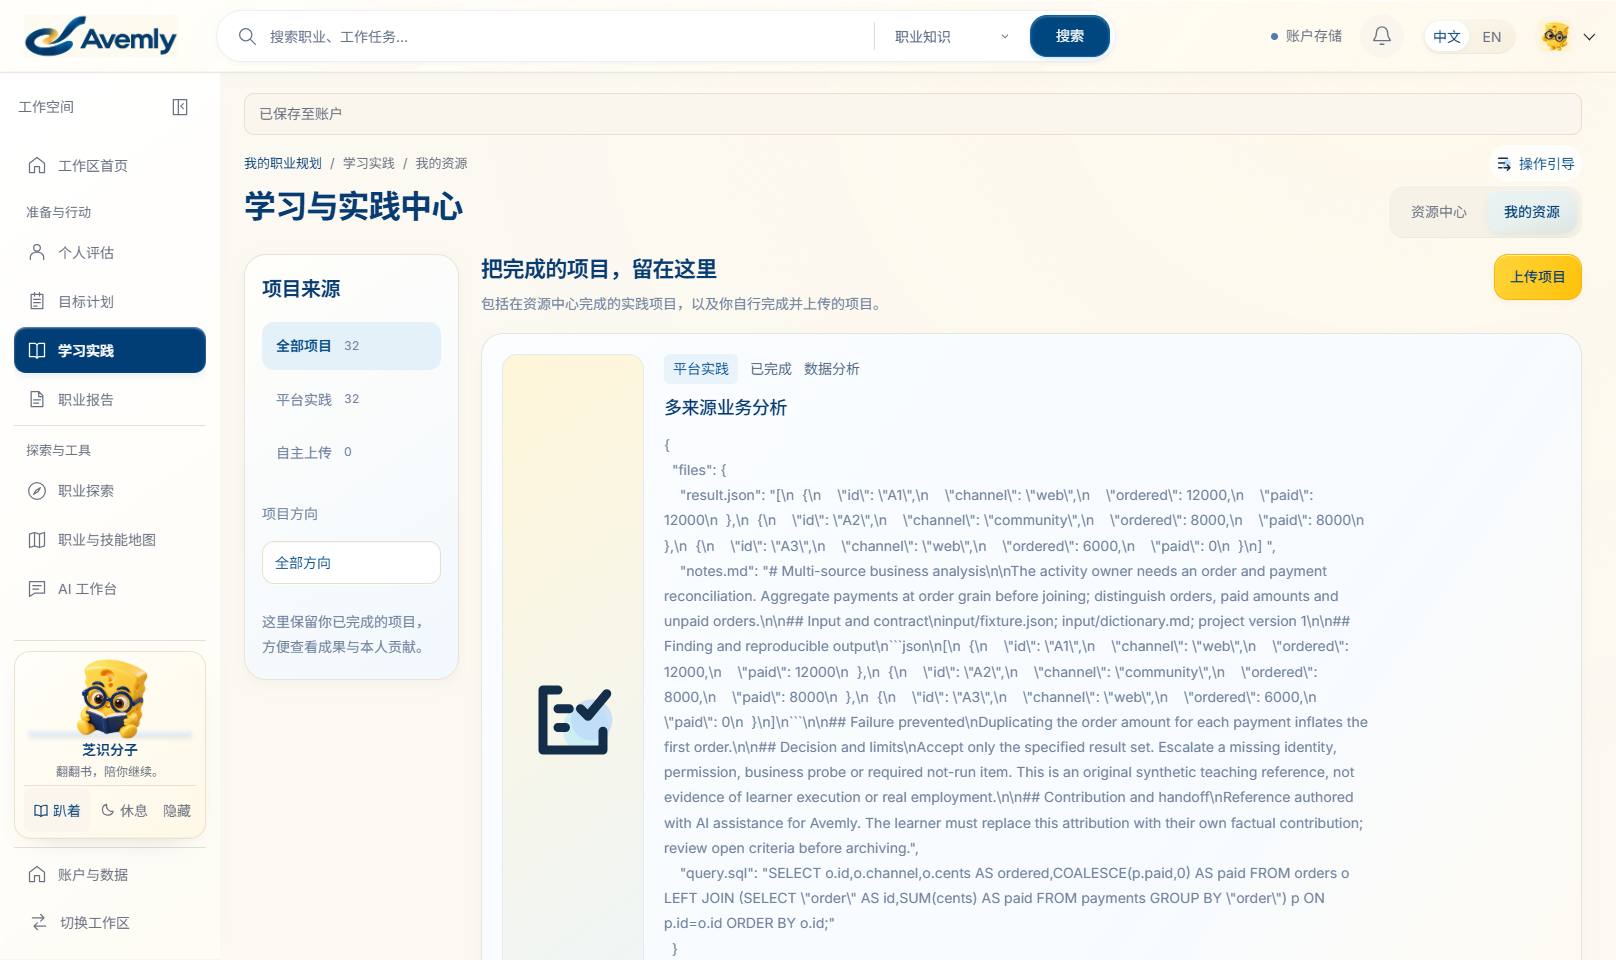 Avemly
搜索职业、工作任务...
职业知识
搜索
账户存储
中文
EN
工作空间
工作区首页
准备与行动
个人评估
目标计划
学习实践
职业报告
探索与工具
职业探索
职业与技能地图
AI 工作台
芝识分子
翻翻书，陪你继续。
趴着
休息
隐藏
账户与数据
切换工作区
已保存至账户
我的职业规划 / 学习实践 / 我的资源
操作引导
学习与实践中心
资源中心
我的资源
项目来源
全部项目 32
平台实践 32
自主上传 0
项目方向
全部方向
这里保留你已完成的项目，
方便查看成果与本人贡献。
把完成的项目，留在这里
包括在资源中心完成的实践项目，以及你自行完成并上传的项目。
上传项目
平台实践 已完成 数据分析
多来源业务分析
{
"files": {
"result.json": "[\n  {\n    \"id\": \"A1\",\n    \"channel\": \"web\",\n    \"ordered\": 12000,\n    \"paid\":
12000\n  },\n  {\n    \"id\": \"A2\",\n    \"channel\": \"community\",\n    \"ordered\": 8000,\n    \"paid\": 8000\n
},\n  {\n    \"id\": \"A3\",\n    \"channel\": \"web\",\n    \"ordered\": 6000,\n    \"paid\": 0\n  }\n] ",
"notes.md": "# Multi-source business analysis\n\nThe activity owner needs an order and payment
reconciliation. Aggregate payments at order grain before joining; distinguish orders, paid amounts and
unpaid orders.\n\n## Input and contract\ninput/fixture.json; input/dictionary.md; project version 1\n\n##
Finding and reproducible output\n```json\n[\n  {\n    \"id\": \"A1\",\n    \"channel\": \"web\",\n    \"ordered\":
12000,\n    \"paid\": 12000\n  },\n  {\n    \"id\": \"A2\",\n    \"channel\": \"community\",\n    \"ordered\":
8000,\n    \"paid\": 8000\n  },\n  {\n    \"id\": \"A3\",\n    \"channel\": \"web\",\n    \"ordered\": 6000,\n
\"paid\": 0\n  }\n]\n```\n\n## Failure prevented\nDuplicating the order amount for each payment inflates the
first order.\n\n## Decision and limits\nAccept only the specified result set. Escalate a missing identity,
permission, business probe or required not-run item. This is an original synthetic teaching reference, not
evidence of learner execution or real employment.\n\n## Contribution and handoff\nReference authored
with AI assistance for Avemly. The learner must replace this attribution with their own factual contribution;
review open criteria before archiving.",
"query.sql": "SELECT o.id,o.channel,o.cents AS ordered,COALESCE(p.paid,0) AS paid FROM orders o
LEFT JOIN (SELECT \"order\" AS id,SUM(cents) AS paid FROM payments GROUP BY \"order\") p ON
p.id=o.id ORDER BY o.id;"
}